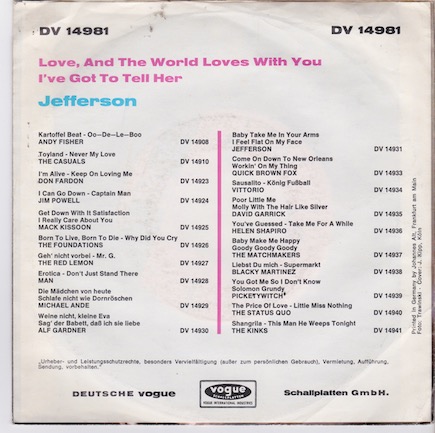 DV 14981
DV 14981
Love, And The World Loves With You
I've Got To Tell Her
Jefferson
Kartoffel Beat - Oo-De-Le-Boo
ANDY FISHER DV 14908
Toyland - Never My Love
THE CASUALS DV 14910
I'm Alive - Keep On Loving Me
DON FARDON DV 14923
I Can Go Down - Captain Man
JIM POWELL DV 14924
Get Down With It Satisfaction
I Really Care About You
MACK KISSOON DV 14925
Born To Live, Born To Die - Why Did You Cry
THE FOUNDATIONS DV 14926
Geh' nicht vorbei - Mr. G.
THE RED LEMON DV 14927
Erotica - Don't Just Stand There
MAN DV 14928
Die Mädchen von heute
Schlafe nicht wie Dornröschen
MICHAEL ANDE DV 14929
Weine nicht, kleine Eva
Sag' der Babett, daß ich sie liebe
ALF GARDNER DV 14930
Baby Take Me In Your Arms
I Feel Flat On My Face
JEFFERSON DV 14931
Come On Down To New Orleans
Workin' On My Thing
QUICK BROWN FOX DV 14933
Sausalito - König Fußball
VITTORIO DV 14934
Poor Little Me
Molly With The Hair Like Silver
DAVID GARRICK DV 14935
You've Guessed - Take Me For A While
HELEN SHAPIRO DV 14936
Baby Make Me Happy
Goody Goody Goody
THE MATCHMAKERS DV 14937
Liebst Du mich - Supermarkt
BLACKY MARTINEZ DV 14938
You Got Me So I Don't Know
Solomon Grundy
PICKETYWITCH DV 14939
The Price Of Love - Little Miss Nothing
THE STATUS QUO DV 14940
Shangrila - This Man He Weeps Tonight
THE KINKS DV 14941
Printed in Germany by Johannes Alt, Frankfurt am Main
Foto: Cover: J. Kipp, Köln
"Urheber- und Leistungsschutzrechte, besonders Vervielfältigung (außer zum persönlichen Gebrauch), Vermietung, Aufführung,
Sendung, vorbehalten."
DEUTSCHE vogue
vogue
SCHALLPLATTEN
VOGUE INTERNATIONAL INDUSTRIES
Schallplatten GmbH.